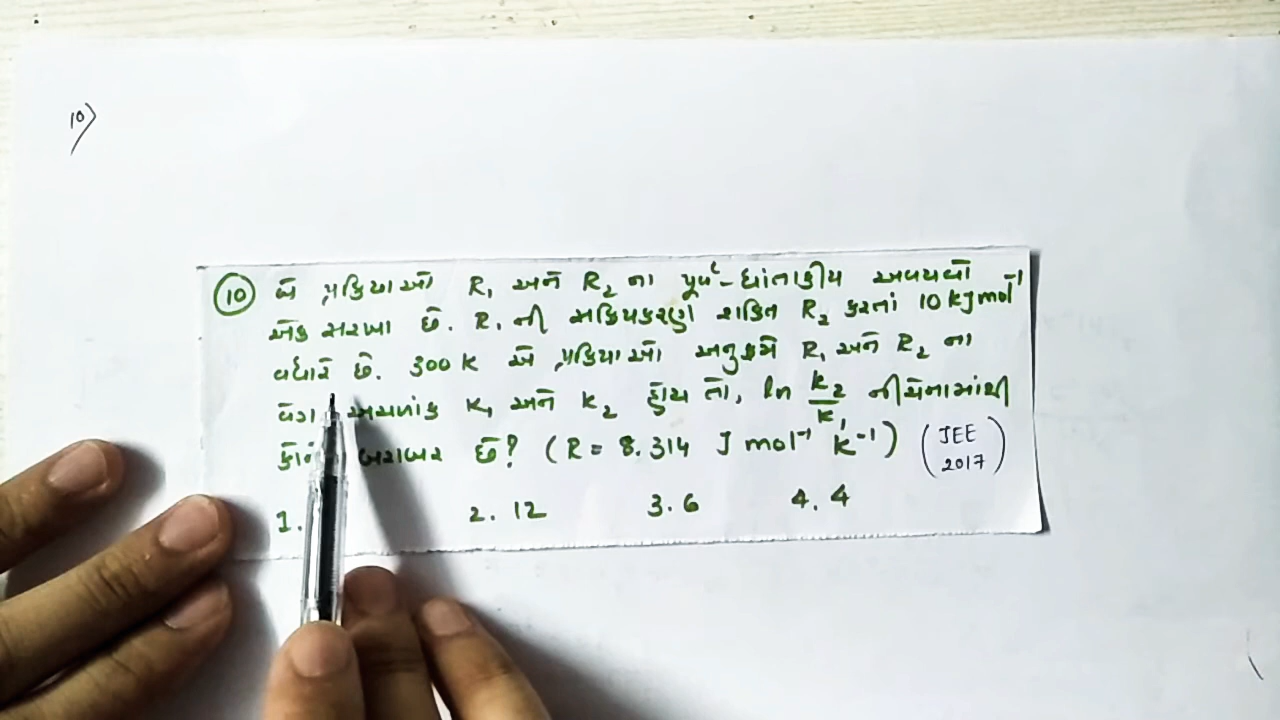 10)
(10) બે પ્રક્રિયાઓ R₁ અને R₂ ના પૂર્વ-ઘાંતાકીય અવયવો
એક સરખા છે. R₁ ની સક્રિયકરણ શક્તિ R₂ કરતાં 10 kJ mol⁻¹
વધારે છે. 300 K એ પ્રક્રિયાઓ અનુક્રમે R₁ અને R₂ ના
વેગ અચળાંક K₁ અને K₂ હોય તો, ln k₂/k₁ નીચેનામાંથી
બરાબર છે? (R = 8.314 J mol⁻¹ K⁻¹) (JEE 2017)
1. 2. 12 3. 6 4. 4